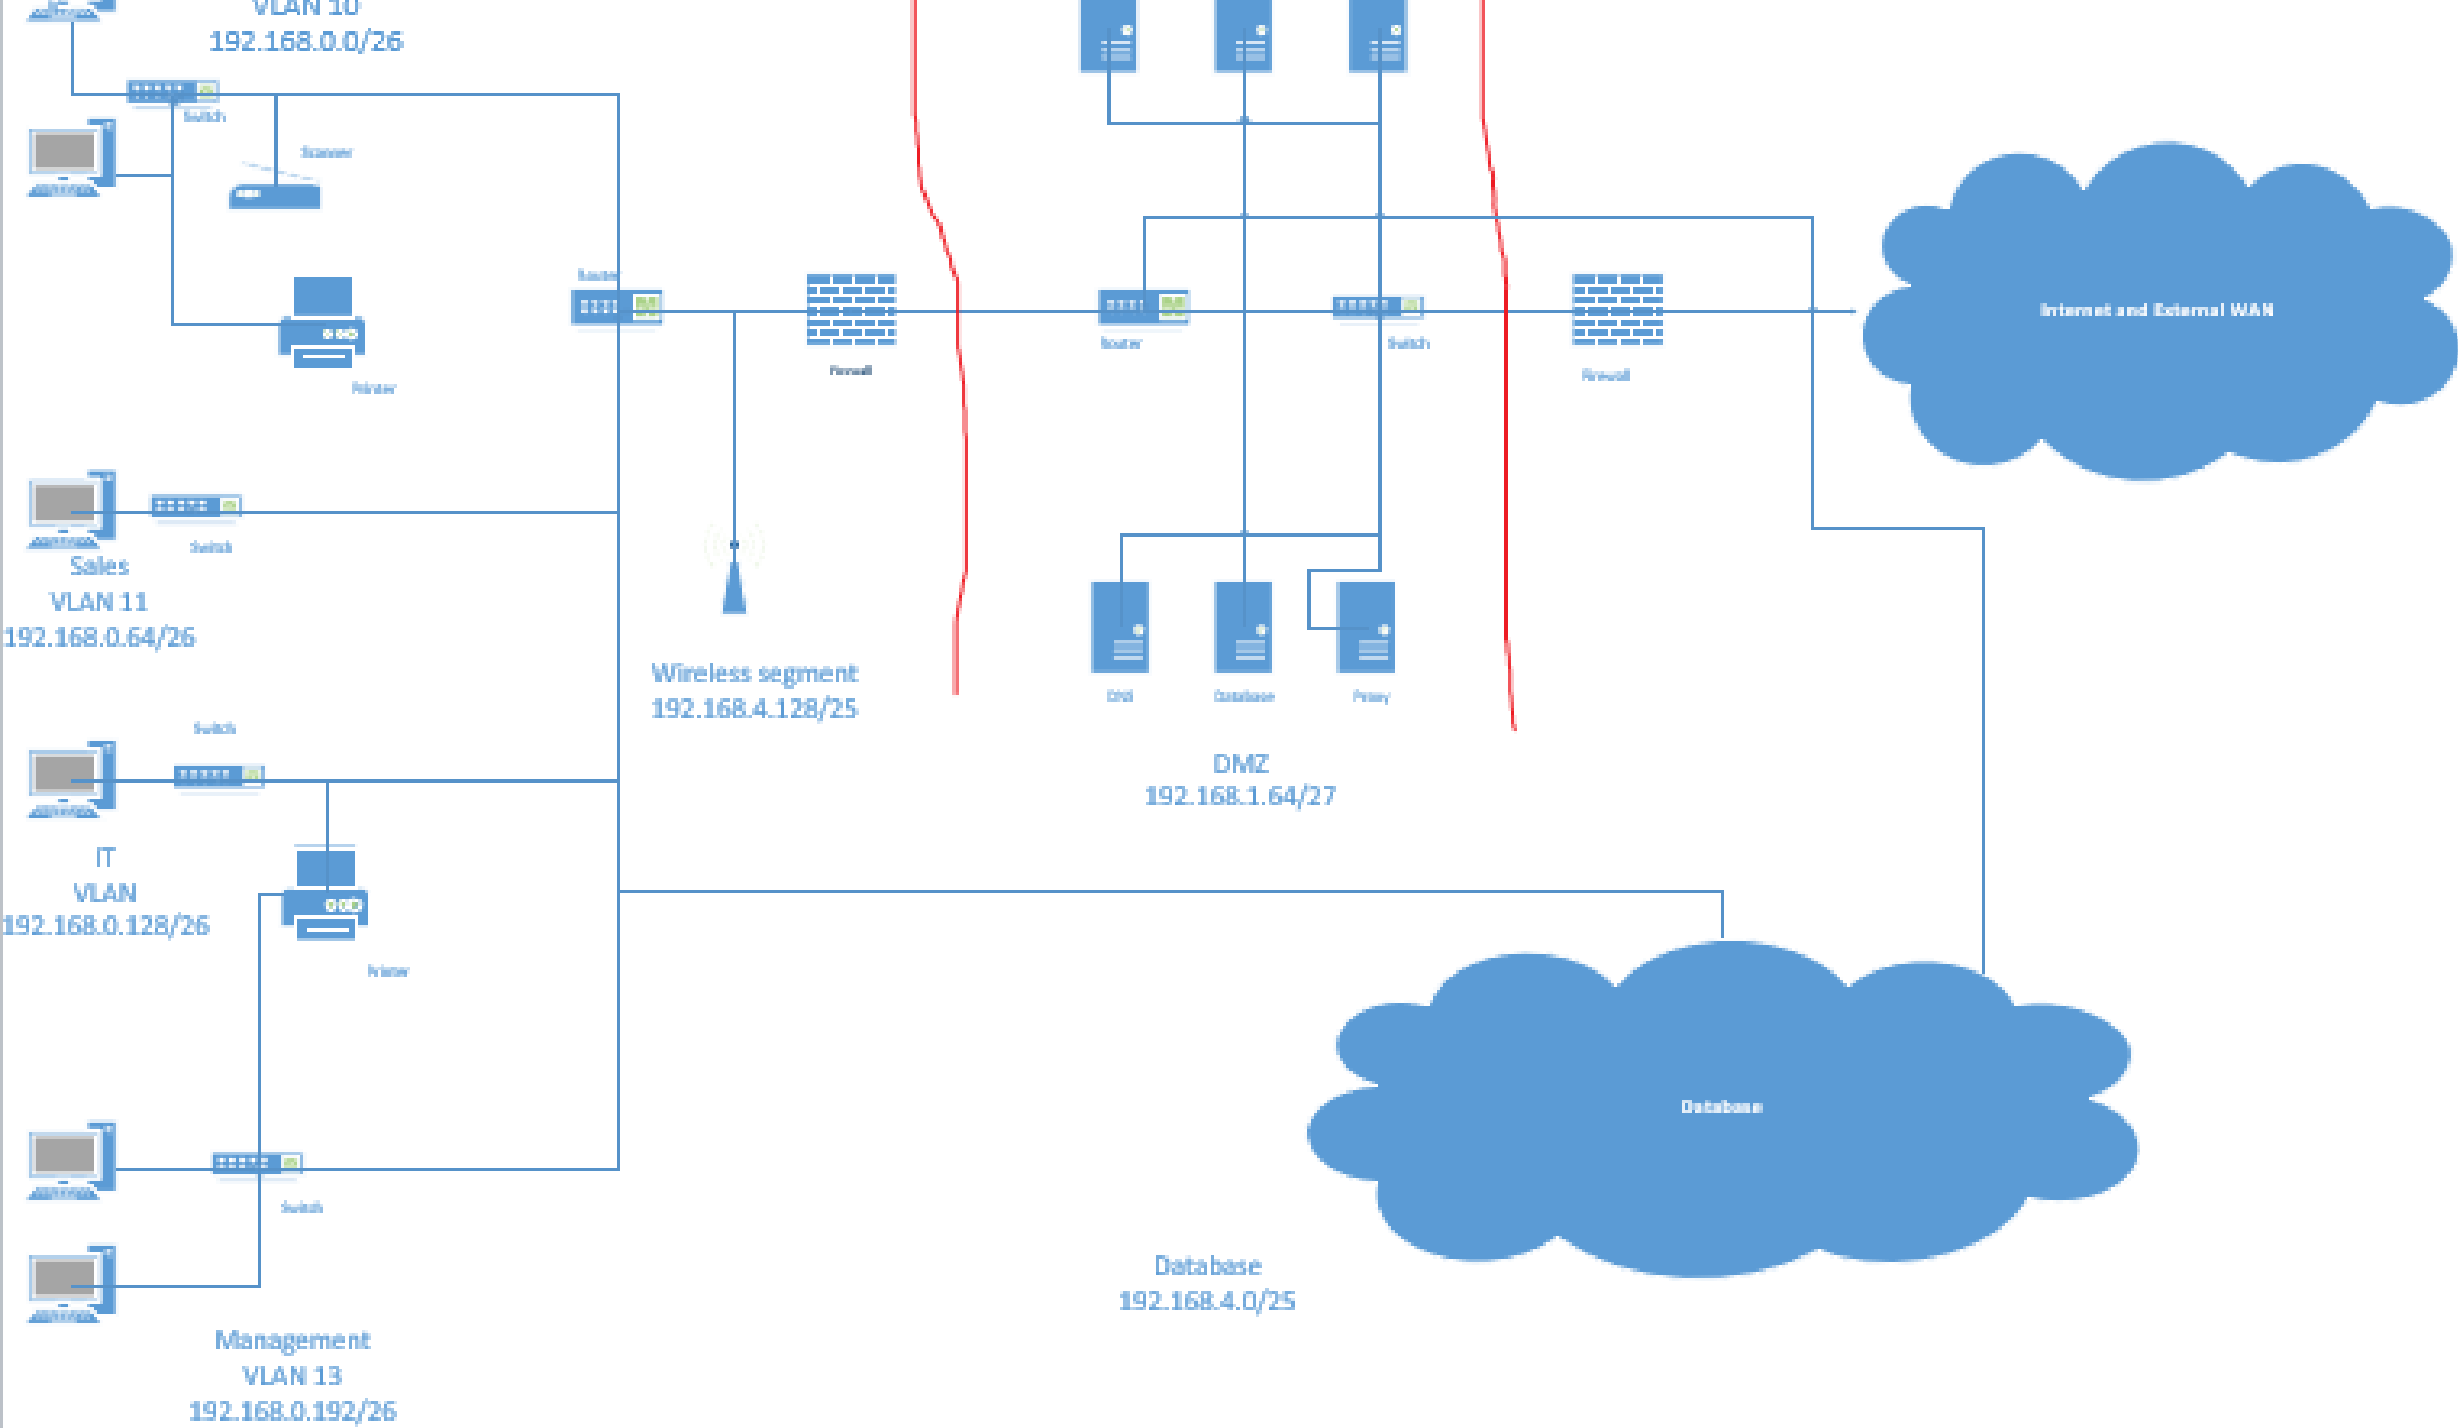 VLAN 10
192.168.0.0/26
Switch
Scanner
Router
Printer
Firewall
Router
Switch
Firewall
Internet and External WAN
Switch
Sales
VLAN 11
192.168.0.64/26
Wireless segment
192.168.4.128/25
DNS
Database
Proxy
DMZ
192.168.1.64/27
Switch
IT
VLAN
192.168.0.128/26
Printer
Database
Switch
Database
192.168.4.0/25
Management
VLAN 13
192.168.0.192/26